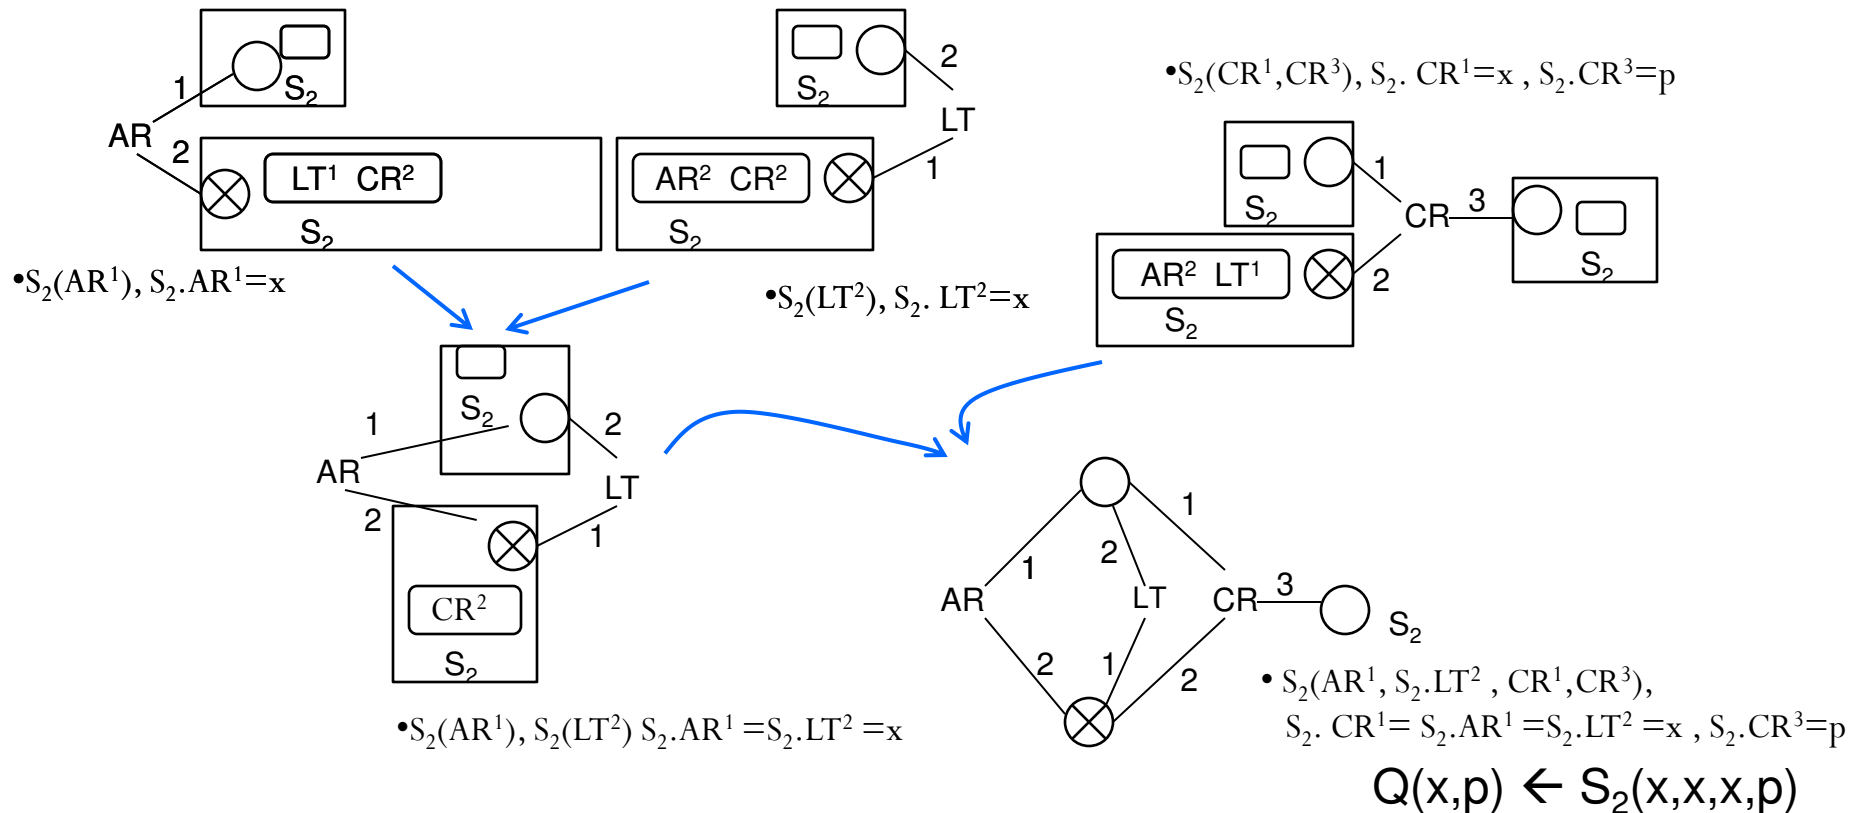 S₂
1
AR
2
LT¹ CR²
S₂
•S₂(AR¹), S₂.AR¹=x
S₂
2
LT
1
AR² CR²
S₂
•S₂(LT²), S₂. LT²=x
•S₂(CR¹,CR³), S₂. CR¹=x , S₂.CR³=p
S₂
1
CR
3
S₂
2
AR² LT¹
S₂
S₂
1
2
AR
LT
2
1
CR²
S₂
•S₂(AR¹), S₂(LT²) S₂.AR¹ =S₂.LT² =x
1
2
1
AR
LT
CR
3
S₂
2
1
2
• S₂(AR¹, S₂.LT² , CR¹,CR³),
S₂. CR¹= S₂.AR¹ =S₂.LT² =x , S₂.CR³=p
Q(x,p) ← S₂(x,x,x,p)